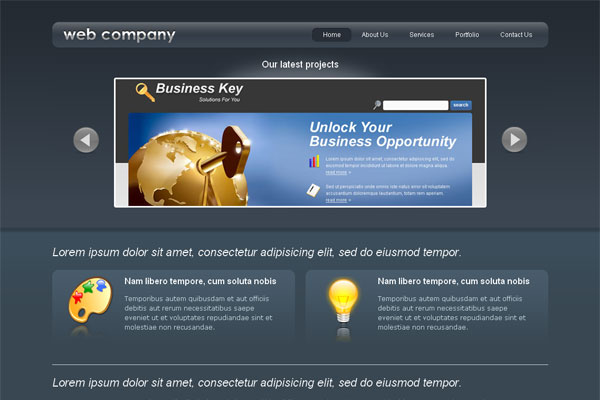 web company
Home About Us Services Portfolio Contact Us
Our latest projects
Business Key
Solutions For You
search
Unlock Your
Business Opportunity
Lorem ipsum dolor sit amet, consectetur adipiscing elit, sed do
eiusmod tempor incididunt ut labore et dolore magna aliqua.
read more »
Sed ut perspiciatis unde omnis iste natus error sit voluptatem
accusantium doloremque laudantium, totam rem aperiam.
read more »
Lorem ipsum dolor sit amet, consectetur adipisicing elit, sed do eiusmod tempor.
Nam libero tempore, cum soluta nobis
Temporibus autem quibusdam et aut officiis
debitis aut rerum necessitatibus saepe
eveniet ut et voluptates repudiandae sint et
molestiae non recusandae.
Nam libero tempore, cum soluta nobis
Temporibus autem quibusdam et aut officiis
debitis aut rerum necessitatibus saepe
eveniet ut et voluptates repudiandae sint et
molestiae non recusandae.
Lorem ipsum dolor sit amet, consectetur adipisicing elit, sed do eiusmod tempor.